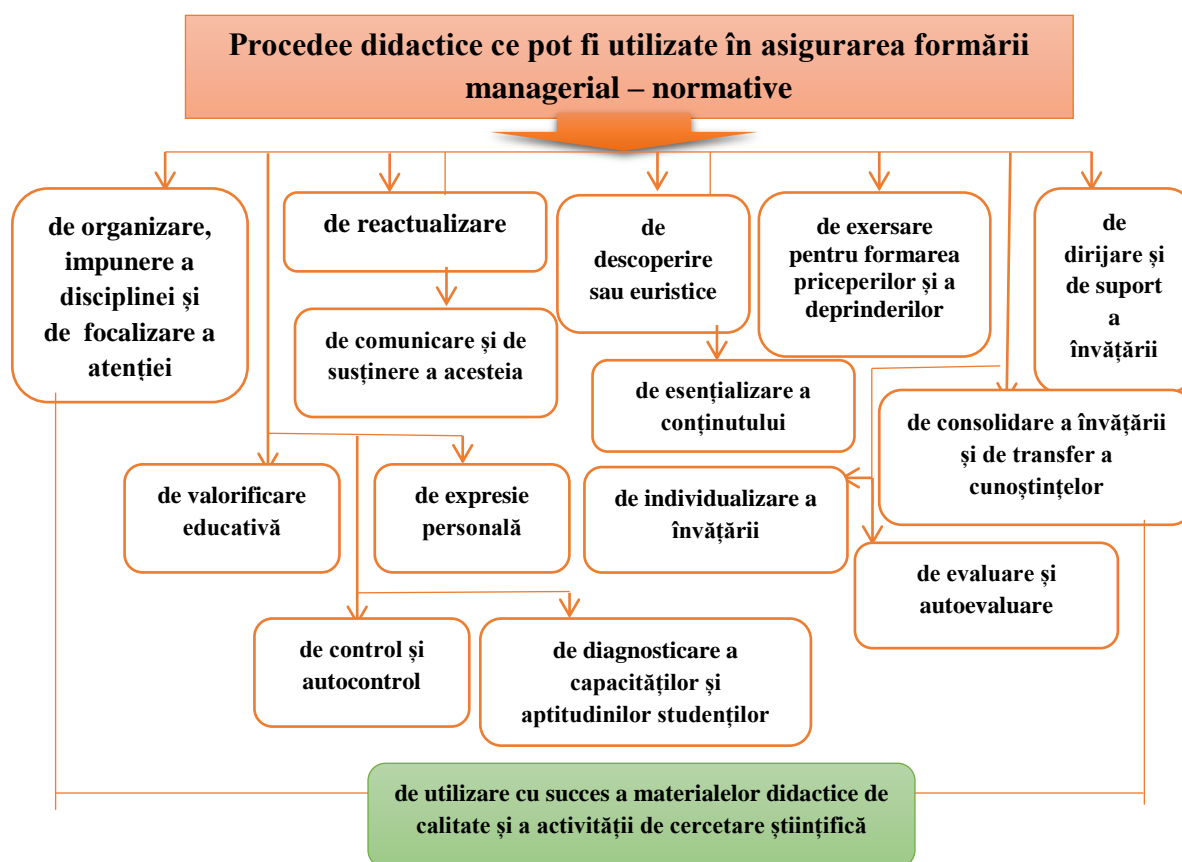 Procedee didactice ce pot fi utilizate în asigurarea formării
managerial – normative
de organizare,
impunere a
disciplinei și
de focalizare a
atenției
de reactualizare
de
descoperire
sau euristice
de exersare
pentru formarea
priceperilor și a
deprinderilor
de
dirijare și
de suport
a
învățării
de comunicare și de
susținere a acesteia
de esențializare a
conținutului
de consolidare a învățării
și de transfer a
cunoștințelor
de valorificare
educativă
de expresie
personală
de individualizare a
învățării
de evaluare și
autoevaluare
de control și
autocontrol
de diagnosticare a
capacităților și
aptitudinilor studenților
de utilizare cu succes a materialelor didactice de
calitate și a activității de cercetare științifică